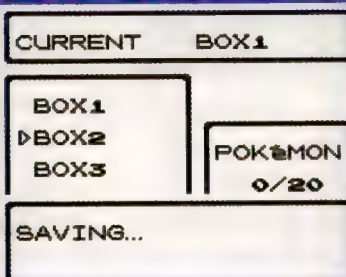 CURRENT BOX1
BOX1
▷BOX2
BOX3
POKéMON
0/20
SAVING...